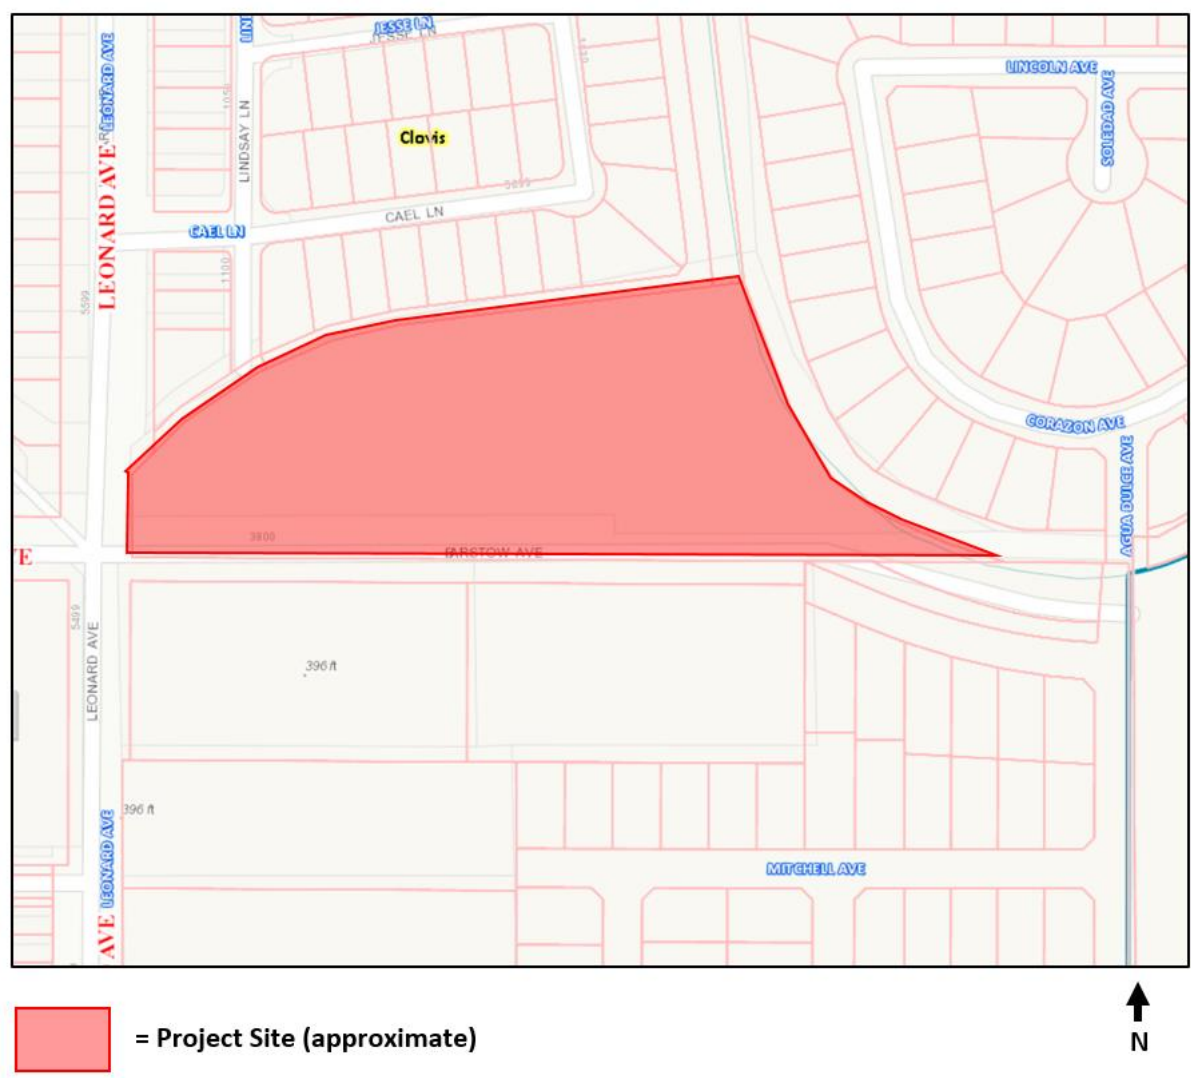 JESSE LN
JESSE LN
LEONARD AVE
LINCOLN AVE
SOLEDAD AVE
Clovis
LINDSAY LN
LEONARD AVE
5699
CAEL LN
CAEL LN
1100
5599
CORAZON AVE
AGUA DULCE AVE
3800
BARSTOW AVE
5499
LEONARD AVE
396 ft
396 ft
LEONARD AVE
MITCHELL AVE
AVE
N
= Project Site (approximate)